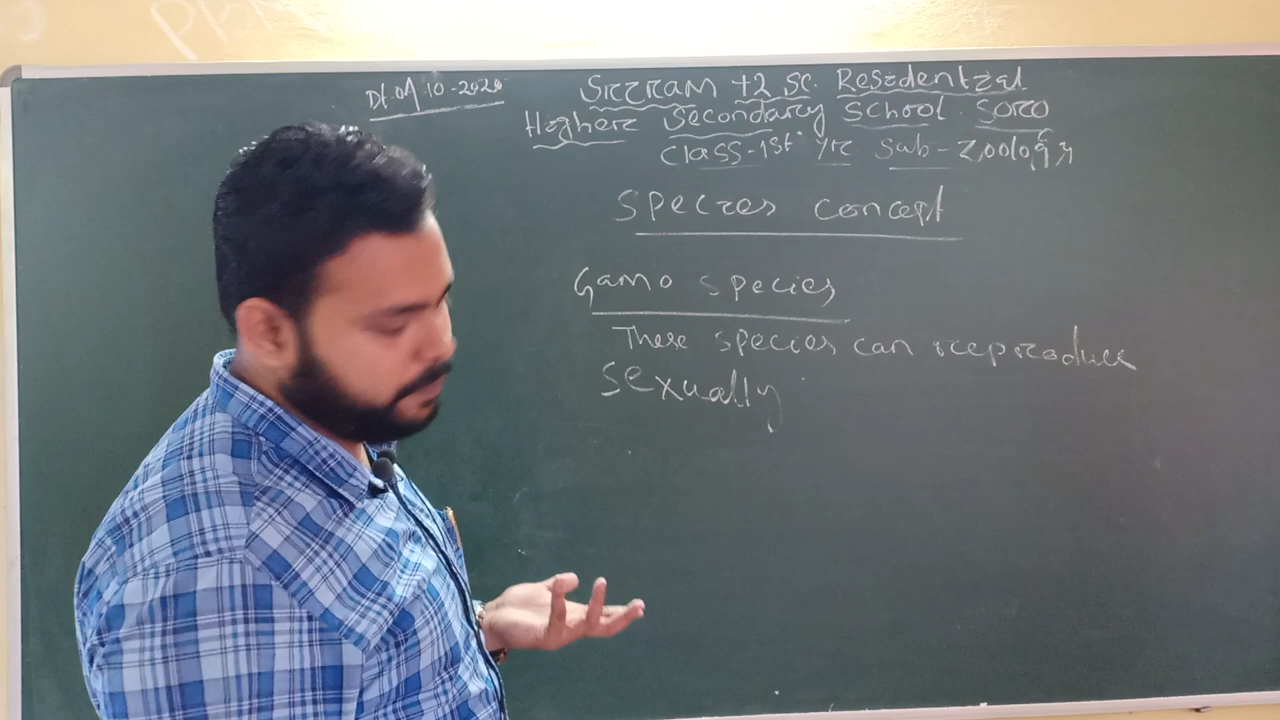 Dt.09.10-2020
SRIRAM +2 SC. Residential
Higher Secondary School Soro
Class-1st Yr Sub-Zoology
Species concept
Gamo species
These species can reproduce
Sexually